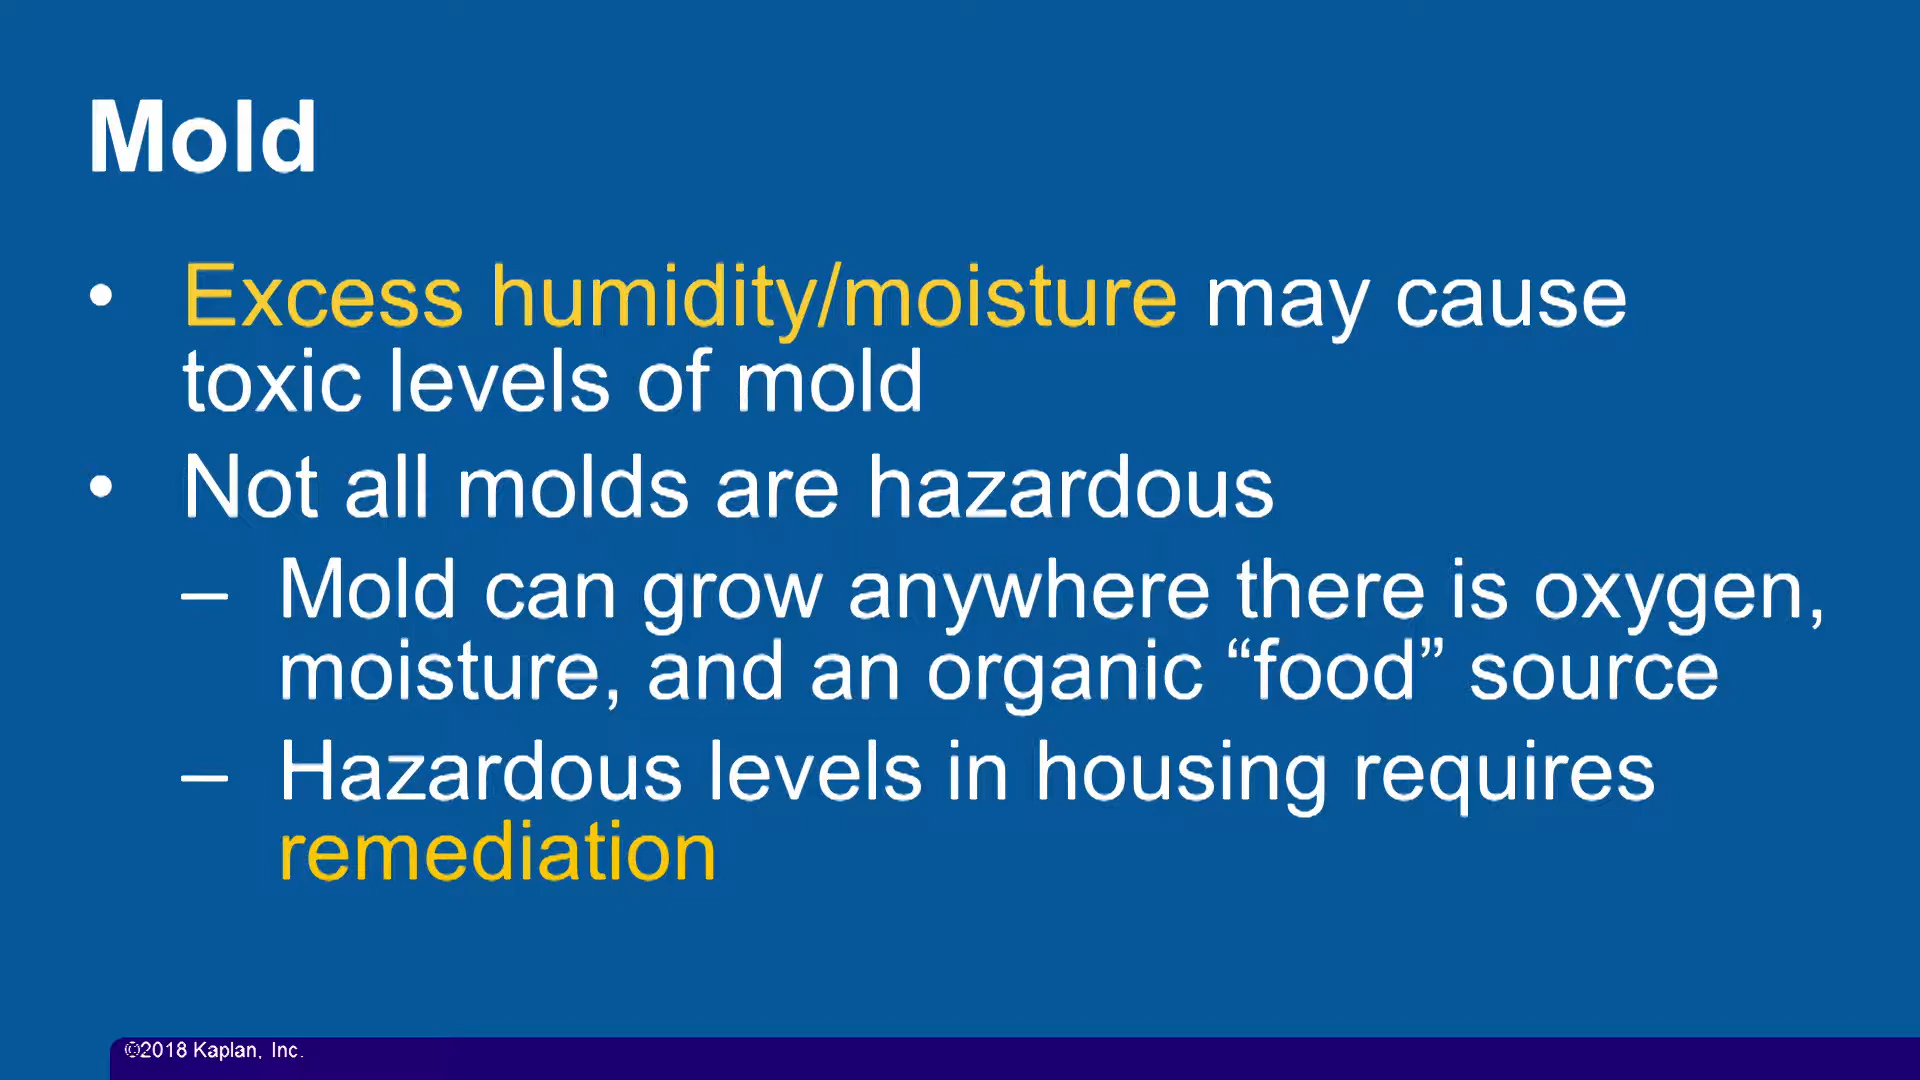 Mold
• Excess humidity/moisture may cause
toxic levels of mold
• Not all molds are hazardous
– Mold can grow anywhere there is oxygen,
moisture, and an organic “food” source
– Hazardous levels in housing requires
remediation
©2018 Kaplan, Inc.